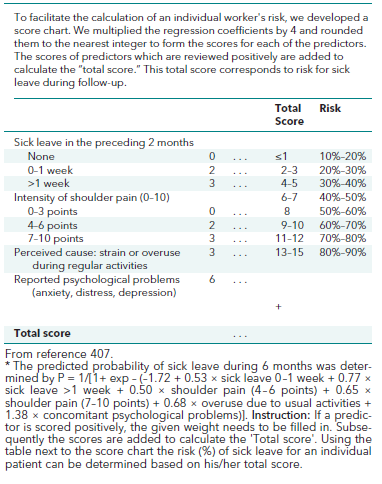 To facilitate the calculation of an individual worker's risk, we developed a
score chart. We multiplied the regression coefficients by 4 and rounded
them to the nearest integer to form the scores for each of the predictors.
The scores of predictors which are reviewed positively are added to
calculate the "total score." This total score corresponds to risk for sick
leave during follow-up.
Total Risk
Score
Sick leave in the preceding 2 months
None 0 ... ≤1 10%-20%
0-1 week 2 ... 2-3 20%-30%
>1 week 3 ... 4-5 30%-40%
Intensity of shoulder pain (0-10) 6-7 40%-50%
0-3 points 0 ... 8 50%-60%
4-6 points 2 ... 9-10 60%-70%
7-10 points 3 ... 11-12 70%-80%
Perceived cause: strain or overuse 3 ... 13-15 80%-90%
during regular activities
Reported psychological problems 6 ...
(anxiety, distress, depression)
+
Total score ...
From reference 407.
* The predicted probability of sick leave during 6 months was deter-
mined by P = 1/[1+ exp - (-1.72 + 0.53 × sick leave 0-1 week + 0.77 ×
sick leave >1 week + 0.50 × shoulder pain (4-6 points) + 0.65 ×
shoulder pain (7-10 points) + 0.68 × overuse due to usual activities +
1.38 × concomitant psychological problems)]. Instruction: If a predic-
tor is scored positively, the given weight needs to be filled in. Subse-
quently the scores are added to calculate the 'Total score'. Using the
table next to the score chart the risk (%) of sick leave for an individual
patient can be determined based on his/her total score.